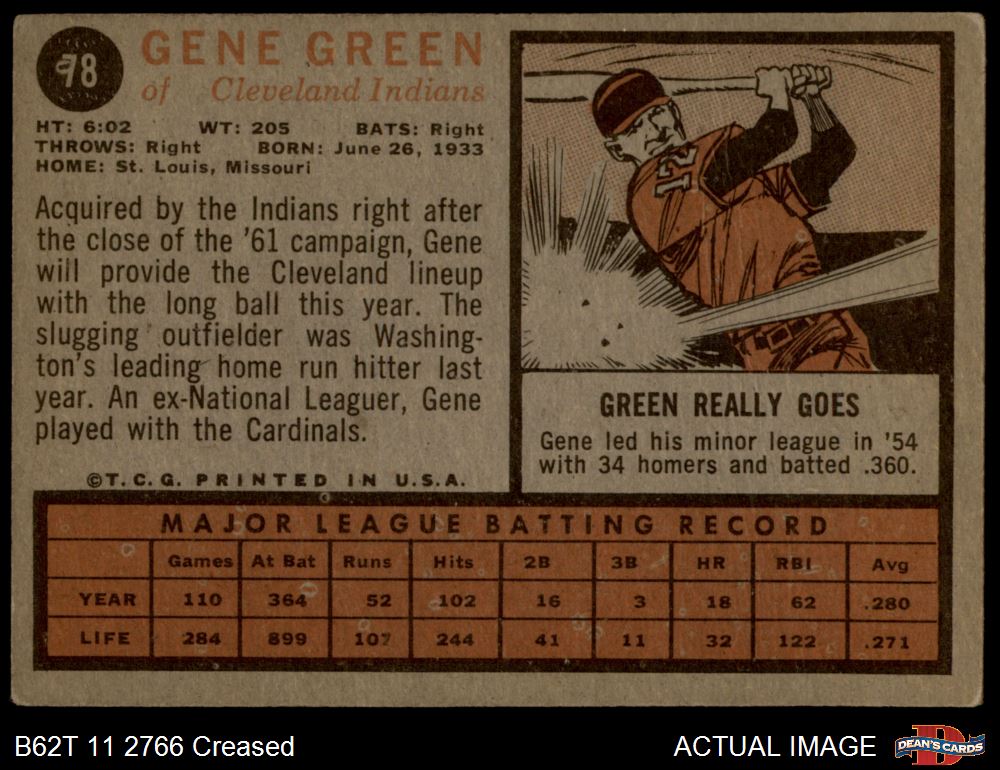 78
GENE GREEN
of Cleveland Indians
HT: 6:02 WT: 205 BATS: Right
THROWS: Right BORN: June 26, 1933
HOME: St. Louis, Missouri
Acquired by the Indians right after
the close of the '61 campaign, Gene
will provide the Cleveland lineup
with the long ball this year. The
slugging outfielder was Washing-
ton's leading home run hitter last
year. An ex-National Leaguer, Gene
played with the Cardinals.
©T.C.G. PRINTED IN U.S.A.
12
GREEN REALLY GOES
Gene led his minor league in '54
with 34 homers and batted .360.
MAJOR LEAGUE BATTING RECORD
Games At Bat Runs Hits 2B 3B HR RBI Avg
YEAR 110 364 52 102 16 3 18 62 .280
LIFE 284 899 107 244 41 11 32 122 .271
B62T 11 2766 Creased
ACTUAL IMAGE
D DEAN'S CARDS